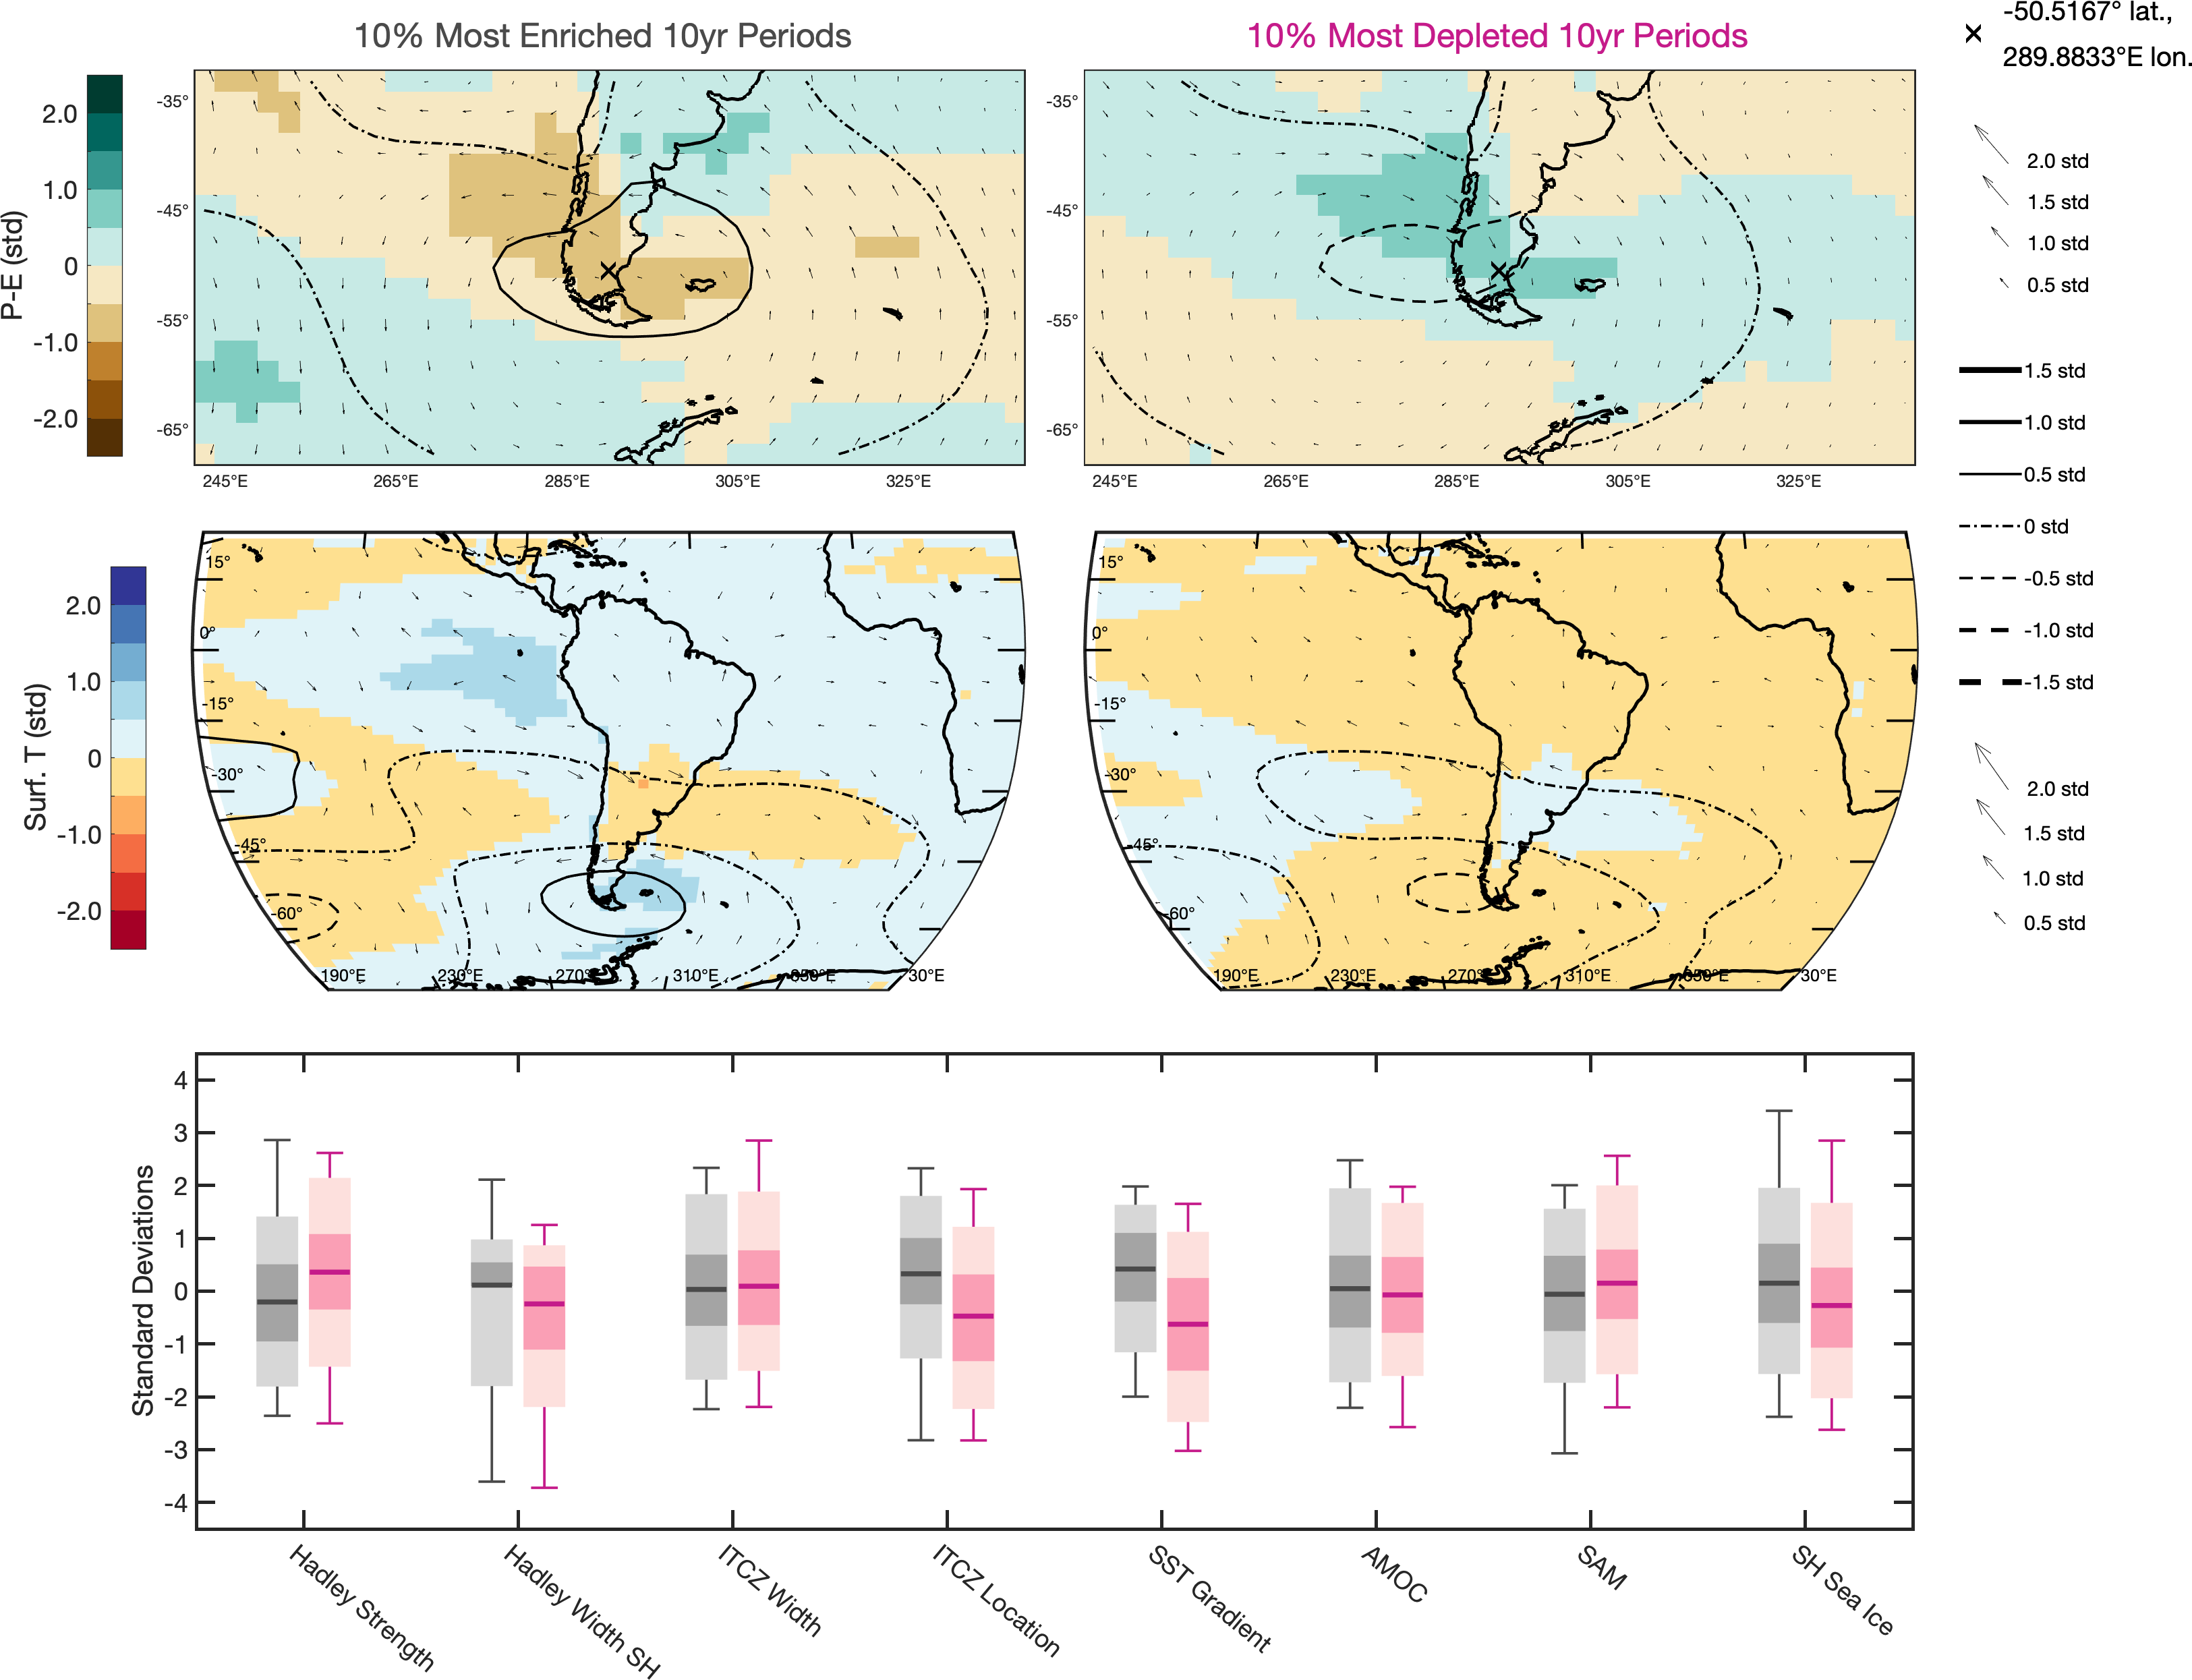 10% Most Enriched 10yr Periods
10% Most Depleted 10yr Periods
-50.5167° lat.,
289.8833°E lon.
P-E (std)
2.0
1.0
0
-1.0
-2.0
-35°
-45°
-55°
-65°
245°E
265°E
285°E
305°E
325°E
-35°
-45°
-55°
-65°
245°E
265°E
285°E
305°E
325°E
2.0 std
1.5 std
1.0 std
0.5 std
1.5 std
1.0 std
0.5 std
0 std
-0.5 std
-1.0 std
-1.5 std
Surf. T (std)
2.0
1.0
0
-1.0
-2.0
15°
0°
-15°
-30°
-45°
-60°
190°E
230°E
270°
310°E
350°E
30°E
15°
0°
-15°
-30°
-45°
-60°
190°E
230°E
270°
310°E
350°E
30°E
2.0 std
1.5 std
1.0 std
0.5 std
Standard Deviations
4
3
2
1
0
-1
-2
-3
-4
Hadley Strength
Hadley Width SH
ITCZ Width
ITCZ Location
SST Gradient
AMOC
SAM
SH Sea Ice